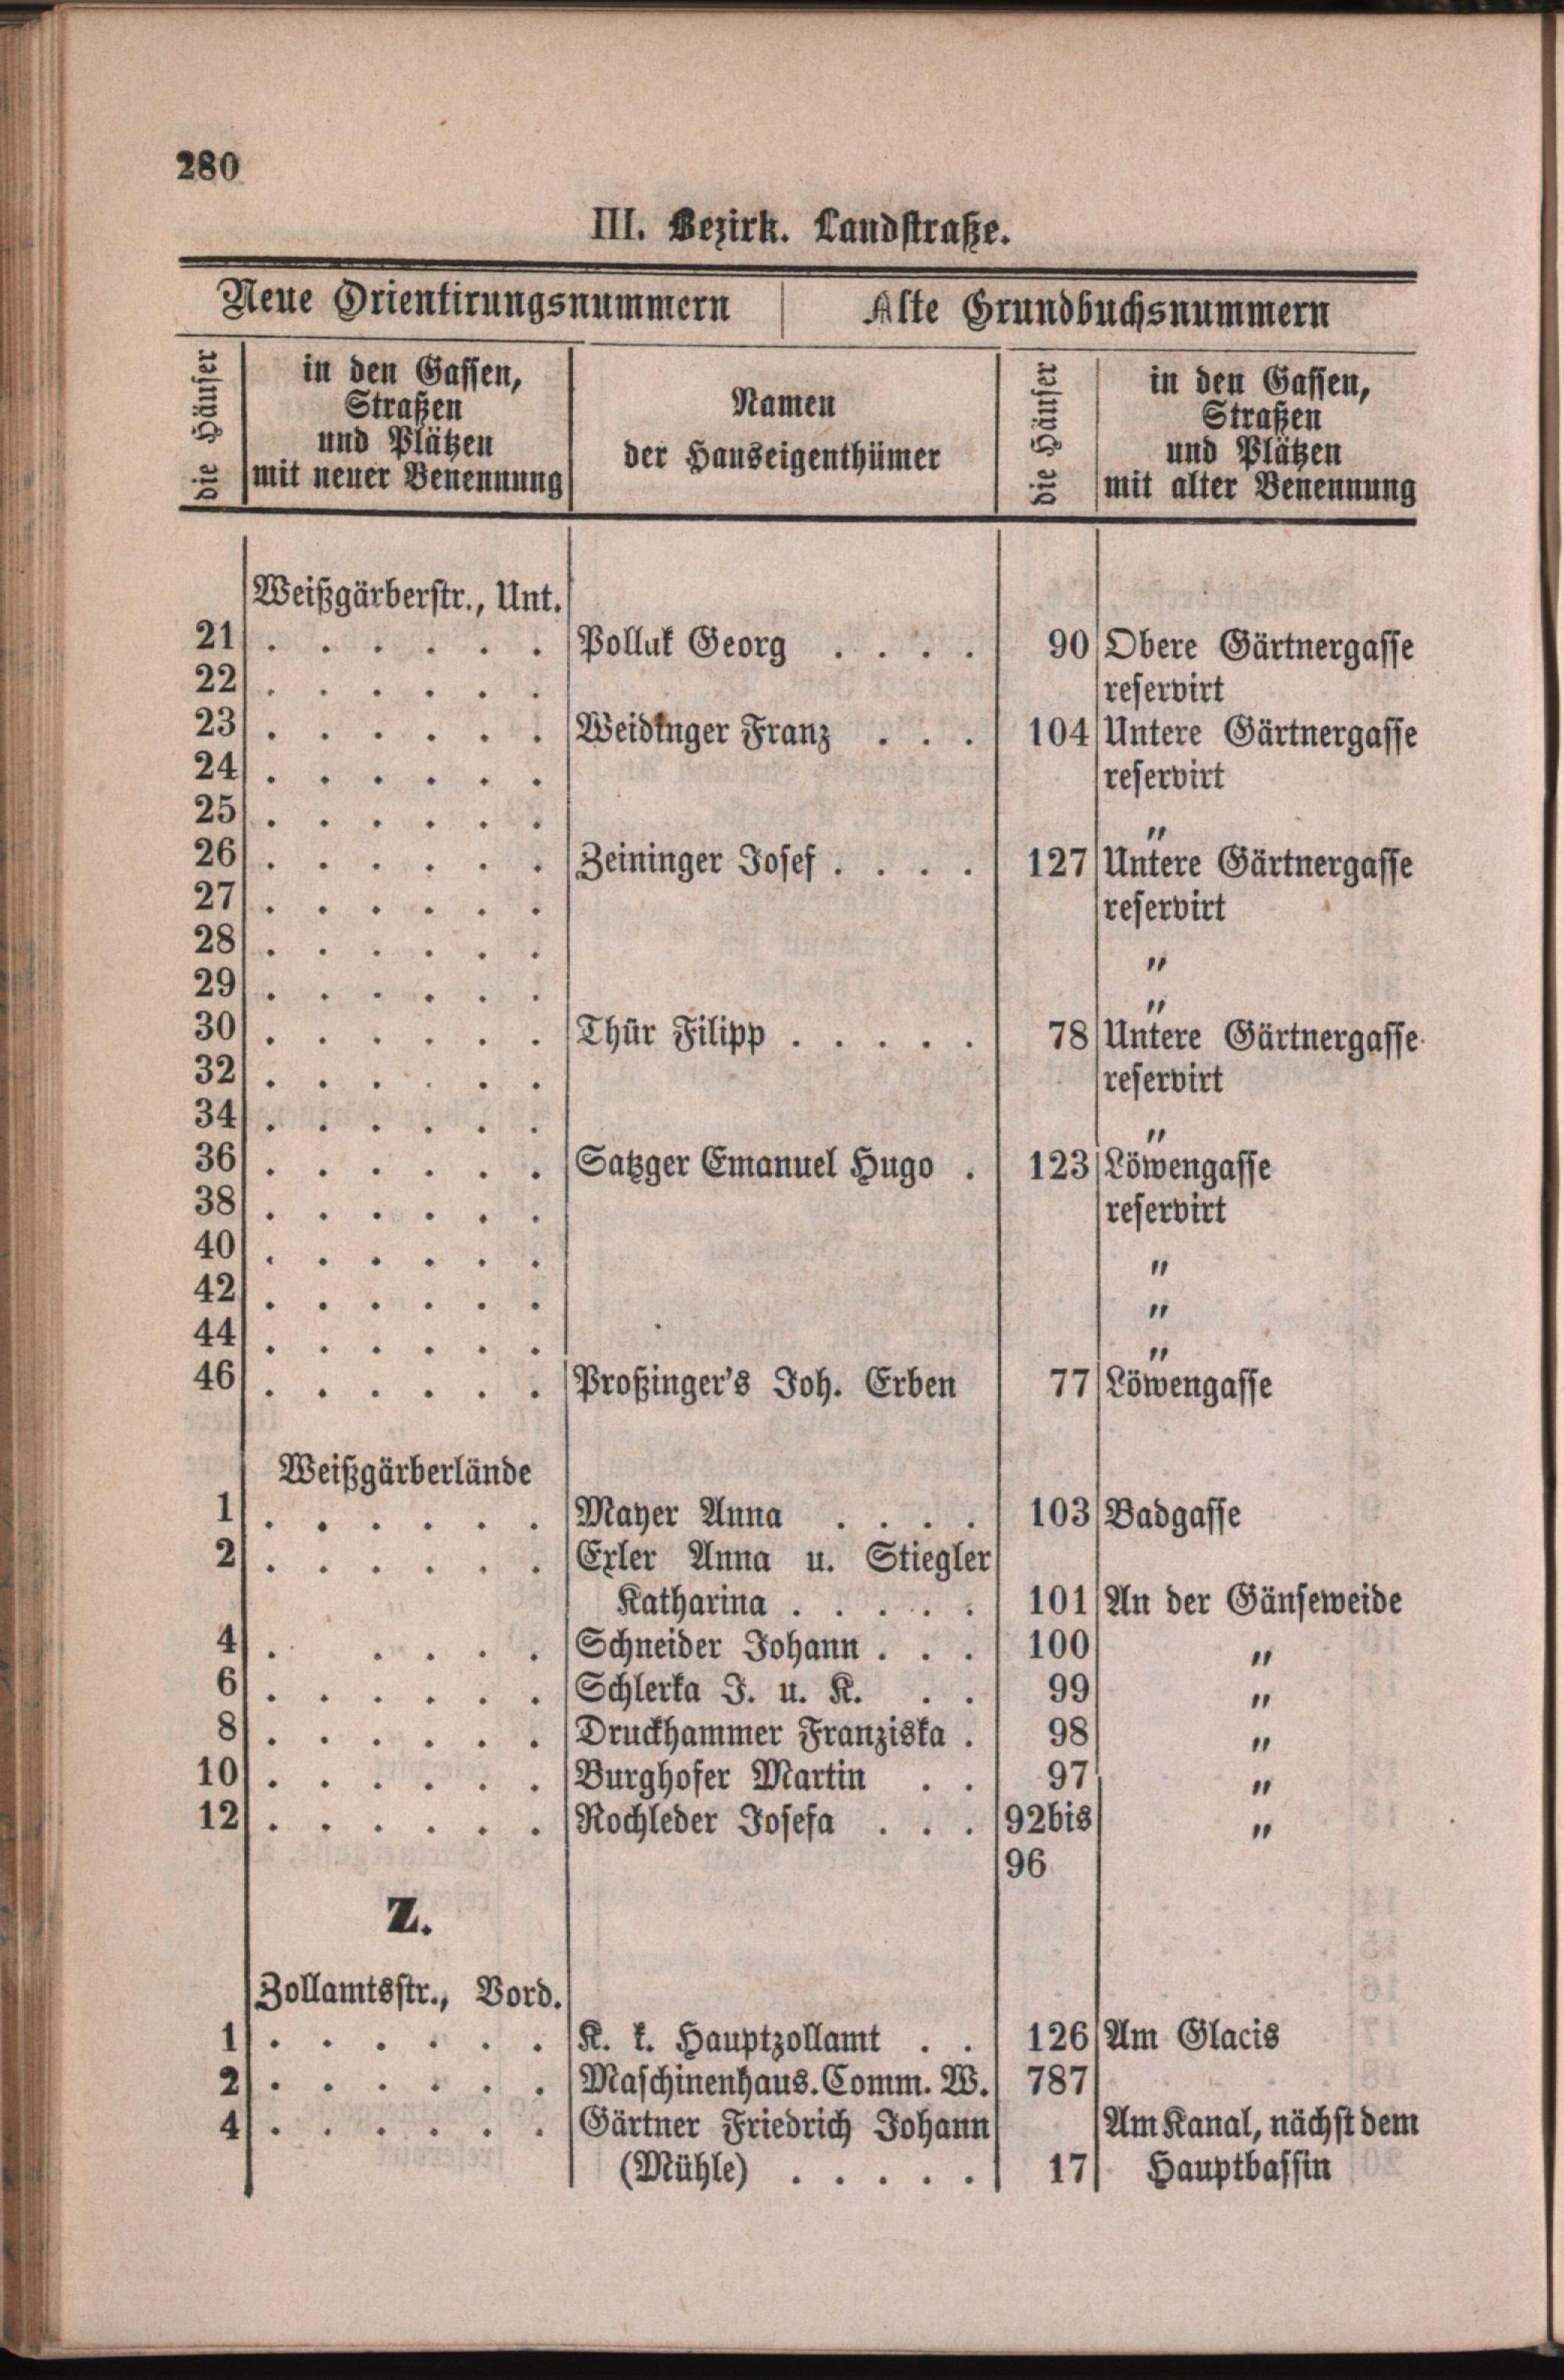 280
III. Bezirk. Landstraße.
Neue Orientirungsnummern | Alte Grundbuchsnummern
die Häuser | in den Gassen, Straßen und Plätzen mit neuer Benennung | Namen der Hauseigenthümer | die Häuser | in den Gassen, Straßen und Plätzen mit alter Benennung
Weißgärberstr., Unt.
21 . . . . . . Polluk Georg . . . . 90 Obere Gärtnergasse
22 . . . . . . reservirt
23 . . . . . . Weidinger Franz . . . 104 Untere Gärtnergasse
24 . . . . . . reservirt
25 . . . . . . "
26 . . . . . . Zeininger Josef . . . . 127 Untere Gärtnergasse
27 . . . . . . reservirt
28 . . . . . . "
29 . . . . . . "
30 . . . . . . Thür Filipp . . . . . 78 Untere Gärtnergasse
32 . . . . . . reservirt
34 . . . . . . "
36 . . . . . . Satzger Emanuel Hugo . 123 Löwengasse
38 . . . . . . reservirt
40 . . . . . . "
42 . . . . . . "
44 . . . . . . "
46 . . . . . . Proßinger's Joh. Erben 77 Löwengasse
Weißgärberlände
1 . . . . . . Mayer Anna . . . . 103 Badgasse
2 . . . . . . Exler Anna u. Stiegler
Katharina . . . . . 101 An der Gänseweide
4 . . . . . Schneider Johann . . . 100 "
6 . . . . . . Schlerka J. u. K. . . 99 "
8 . . . . . . Druckhammer Franziska . 98 "
10 . . . . . . Burghofer Martin . . 97 "
12 . . . . . . Rochleder Josefa . . . 92bis "
96
Z.
Zollamtsstr., Vord.
1 . . . . . . K. k. Hauptzollamt . . 126 Am Glacis
2 . . . . . . Maschinenhaus. Comm. W. 787
4 . . . . . . Gärtner Friedrich Johann Am Kanal, nächst dem
(Mühle) . . . . . 17 Hauptbassin